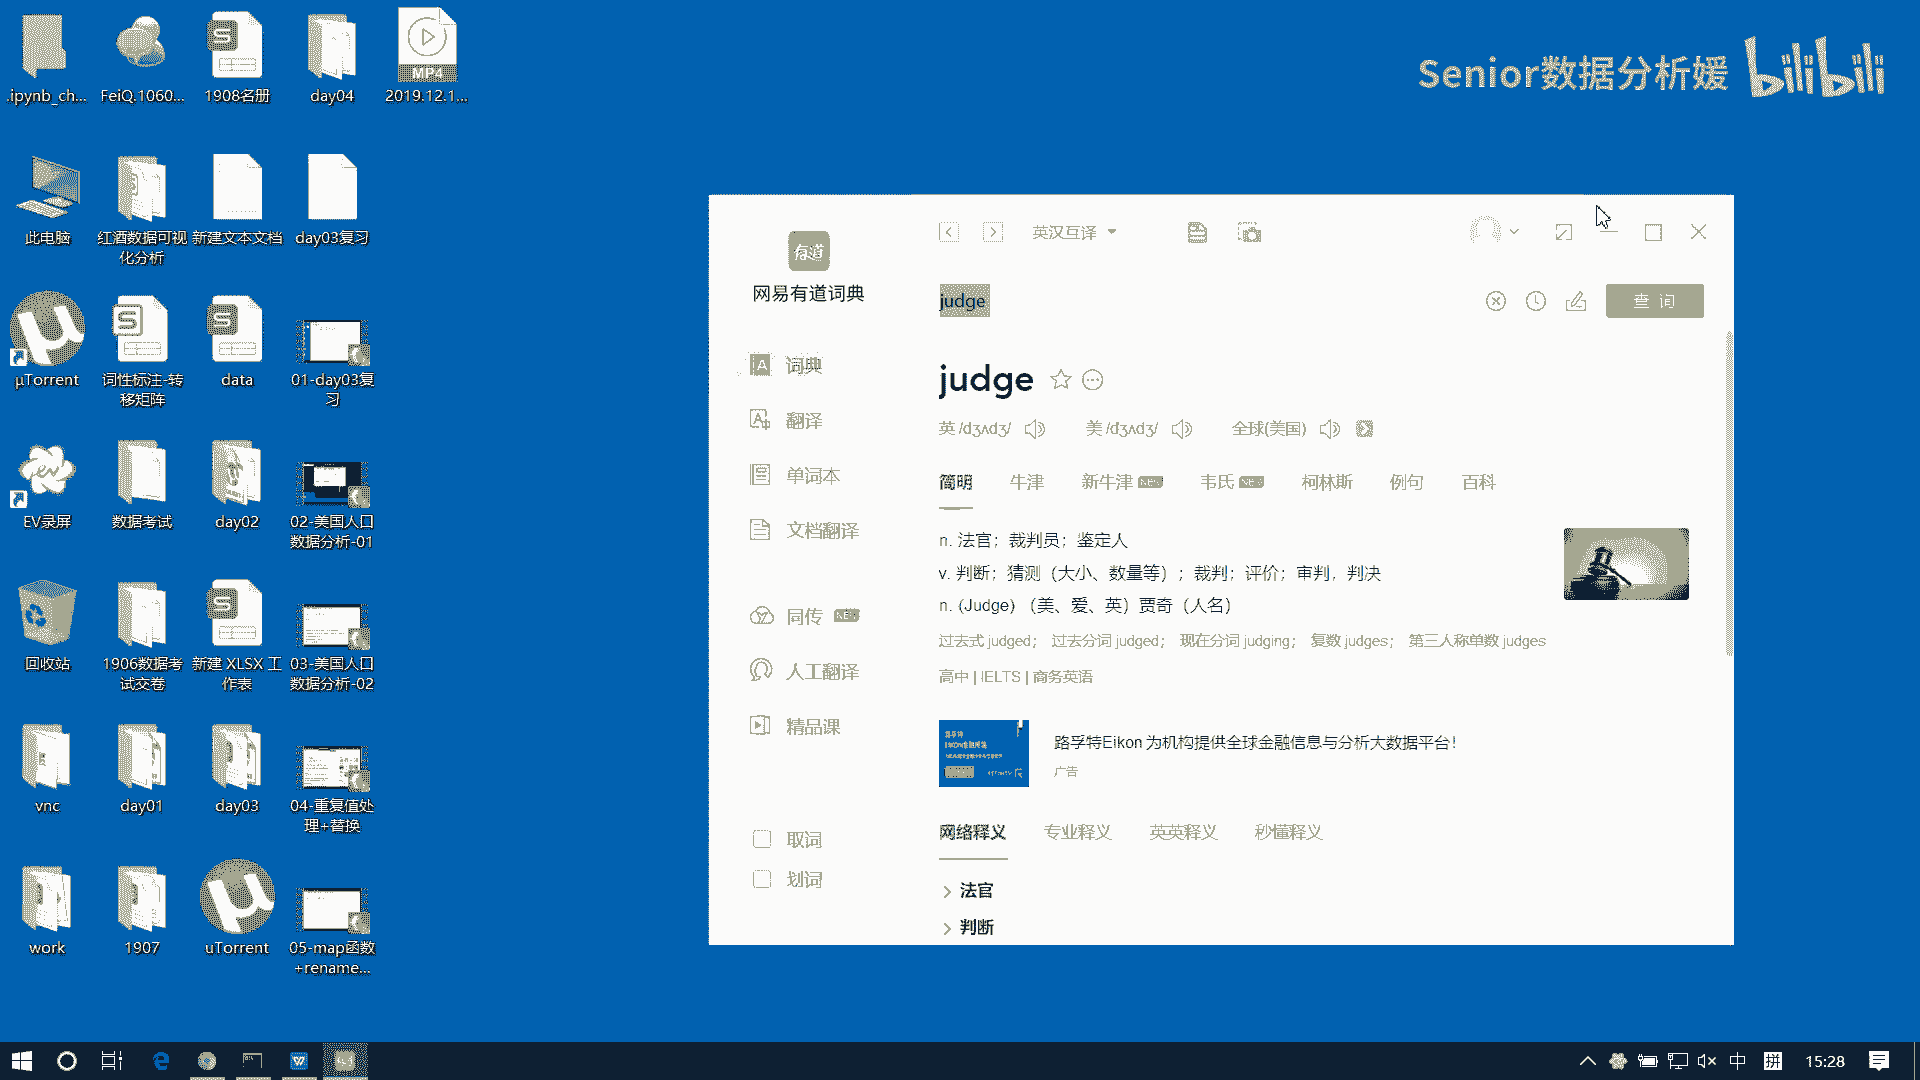 .ipynb_ch...
FeiQ.1060...
1908名册
day04
MP4
2019.12.1...
Senior数据分析媛 bilibili
此电脑
红酒数据可视
化分析
新建文本文档
day03复习
µTorrent
词性标注-转
移矩阵
data
01-day03复
习
EV录屏
数据考试
day02
02-美国人口
数据分析-01
回收站
1906数据考
试交卷
新建 XLSX 工
作表
03-美国人口
数据分析-02
vnc
day01
day03
04-重复值处
理+替换
work
1907
uTorrent
05-map函数
+rename...
有道
网易有道词典
词典
翻译
单词本
文档翻译
同传 NEW
人工翻译
精品课
取词
划词
英汉互译
judge
查 询
judge
英 /dʒʌdʒ/ 美 /dʒʌdʒ/ 全球(美国)
简明 牛津 新牛津 NEW 韦氏 NEW 柯林斯 例句 百科
n. 法官；裁判员；鉴定人
v. 判断；猜测（大小、数量等）；裁判；评价；审判，判决
n. (Judge) （美、爱、英）贾奇（人名）
过去式 judged； 过去分词 judged； 现在分词 judging； 复数 judges； 第三人称单数 judges
高中 | IELTS | 商务英语
路孚特Eikon 为机构提供全球金融信息与分析大数据平台！
广告
网络释义 专业释义 英英释义 秒懂释义
法官
判断
中 拼 15:28